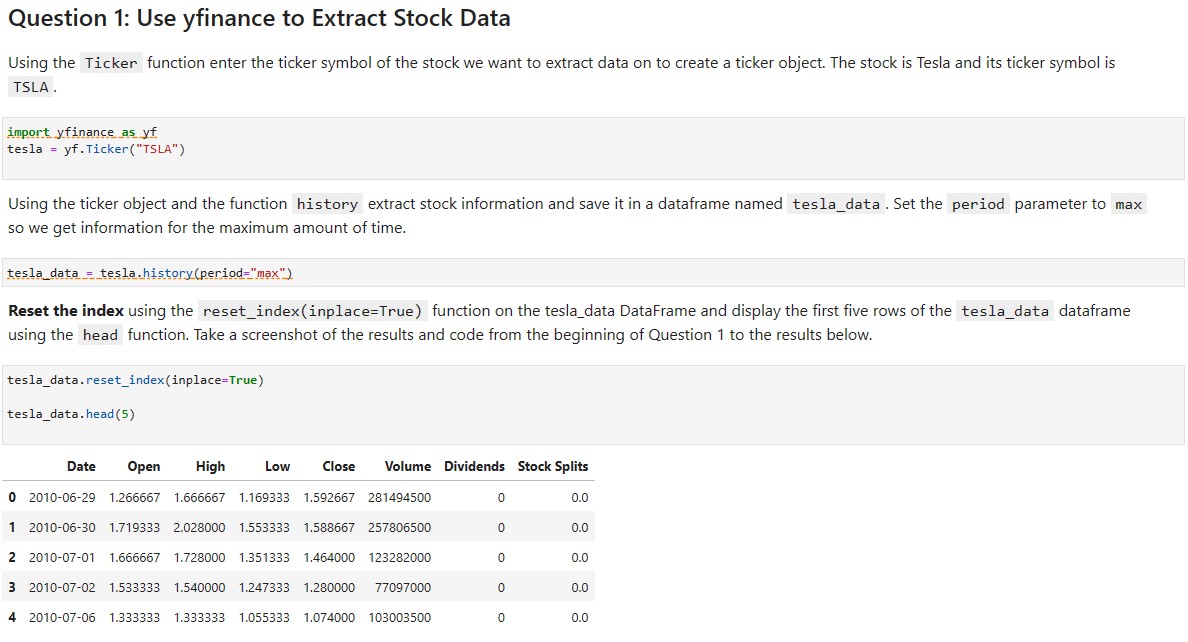 Question 1: Use yfinance to Extract Stock Data
Using the Ticker function enter the ticker symbol of the stock we want to extract data on to create a ticker object. The stock is Tesla and its ticker symbol is
TSLA .
import yfinance as yf
tesla = yf.Ticker("TSLA")
Using the ticker object and the function history extract stock information and save it in a dataframe named tesla_data . Set the period parameter to max
so we get information for the maximum amount of time.
tesla_data = tesla.history(period="max")
Reset the index using the reset_index(inplace=True) function on the tesla_data DataFrame and display the first five rows of the tesla_data dataframe
using the head function. Take a screenshot of the results and code from the beginning of Question 1 to the results below.
tesla_data.reset_index(inplace=True)
tesla_data.head(5)
Date Open High Low Close Volume Dividends Stock Splits
0 2010-06-29 1.266667 1.666667 1.169333 1.592667 281494500 0 0.0
1 2010-06-30 1.719333 2.028000 1.553333 1.588667 257806500 0 0.0
2 2010-07-01 1.666667 1.728000 1.351333 1.464000 123282000 0 0.0
3 2010-07-02 1.533333 1.540000 1.247333 1.280000 77097000 0 0.0
4 2010-07-06 1.333333 1.333333 1.055333 1.074000 103003500 0 0.0